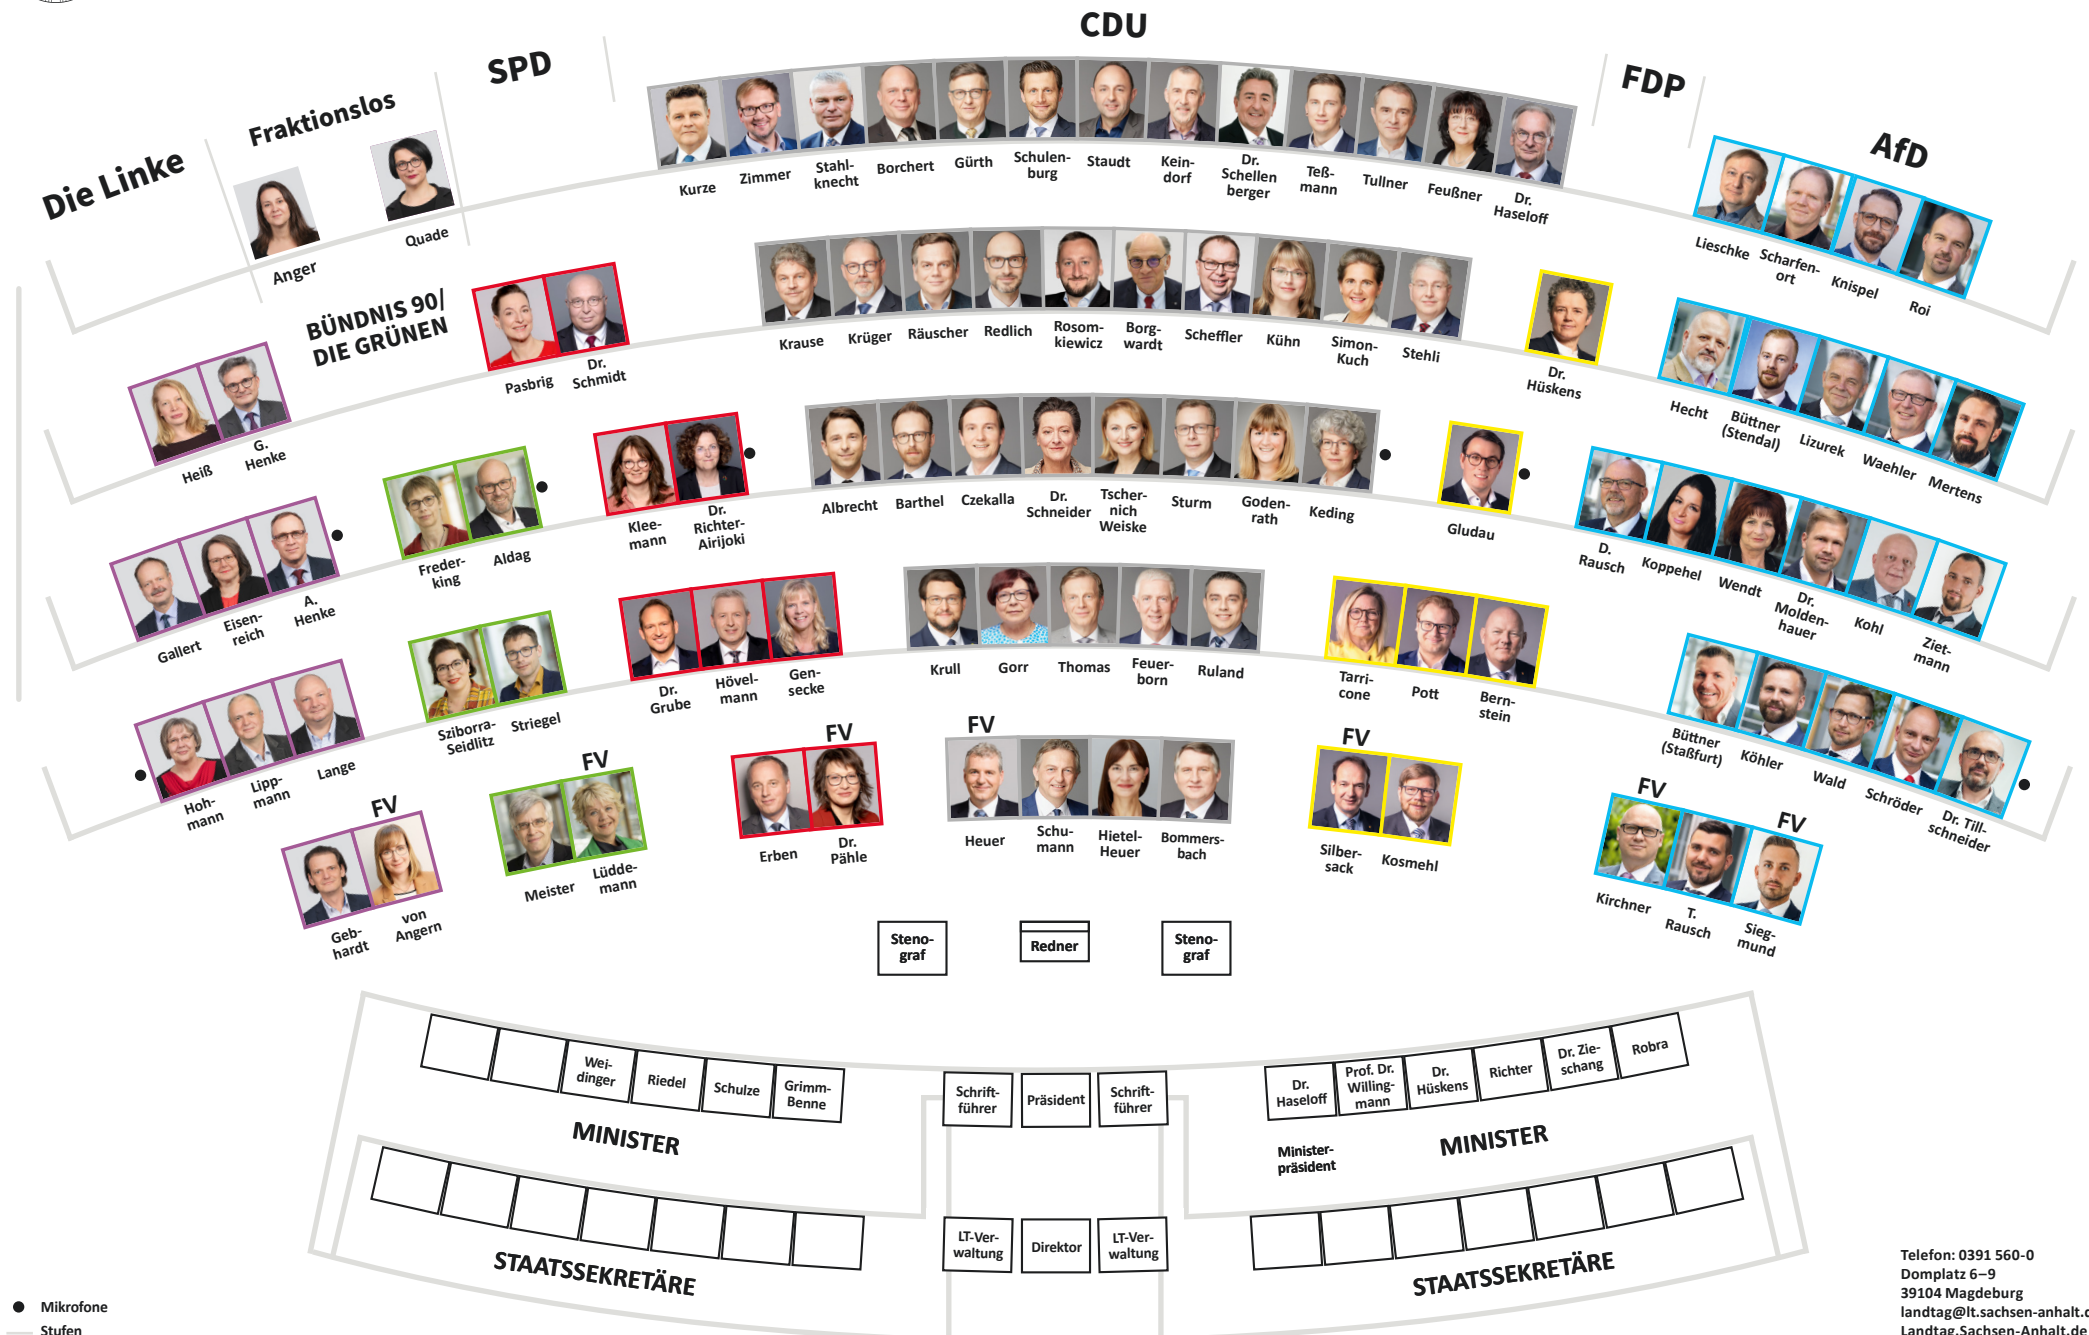 CDU
SPD
FDP
Fraktionslos
AfD
Die Linke
Kurze
Zimmer
Stahl-
knecht
Borchert
Gürth
Schulen-
burg
Staudt
Kein-
dorf
Dr.
Schellen
berger
Teß-
mann
Tullner
Feußner
Dr.
Haseloff
Quade
Anger
Lieschke
Scharfen-
ort
Knispel
Roi
BÜNDNIS 90/
DIE GRÜNEN
Heiß
G.
Henke
Pasbrig
Dr.
Schmidt
Krause
Krüger
Räuscher
Redlich
Rosom-
kiewicz
Borg-
wardt
Scheffler
Kühn
Simon-
Kuch
Stehli
Dr.
Hüskens
Hecht
Büttner
(Stendal)
Lizurek
Waehler
Mertens
Gallert
Eisen-
reich
A.
Henke
Freder-
king
Aldag
Klee-
mann
Dr.
Richter-
Airijoki
Albrecht
Barthel
Czekalla
Dr.
Schneider
Tscher-
nich
Weiske
Sturm
Goden-
rath
Keding
Gludau
D.
Rausch
Koppehel
Wendt
Dr.
Molden-
hauer
Kohl
Ziet-
mann
Hoh-
mann
Lipp-
mann
Lange
Sziborra-
Seidlitz
Striegel
Dr.
Grube
Hövel-
mann
Gen-
secke
Krull
Gorr
Thomas
Feuer-
born
Ruland
Tarri-
cone
Pott
Bern-
stein
Büttner
(Staßfurt)
Köhler
Wald
Schröder
Dr. Till-
schneider
FV
FV
FV
FV
FV
FV
FV
Geb-
hardt
von
Angern
Meister
Lüdde-
mann
Erben
Dr.
Pähle
Heuer
Schu-
mann
Hietel-
Heuer
Bommers-
bach
Silber-
sack
Kosmehl
Kirchner
T.
Rausch
Sieg-
mund
Steno-
graf
Redner
Steno-
graf
Wei-
dinger
Riedel
Schulze
Grimm-
Benne
Schrift-
führer
Präsident
Schrift-
führer
Dr.
Haseloff
Prof. Dr.
Willing-
mann
Dr.
Hüskens
Richter
Dr. Zie-
schang
Robra
MINISTER
Minister-
präsident
MINISTER
LT-Ver-
waltung
Direktor
LT-Ver-
waltung
STAATSSEKRETÄRE
STAATSSEKRETÄRE
Mikrofone
Stufen
Telefon: 0391 560-0
Domplatz 6–9
39104 Magdeburg
landtag@lt.sachsen-anhalt.d
Landtag.Sachsen-Anhalt.de